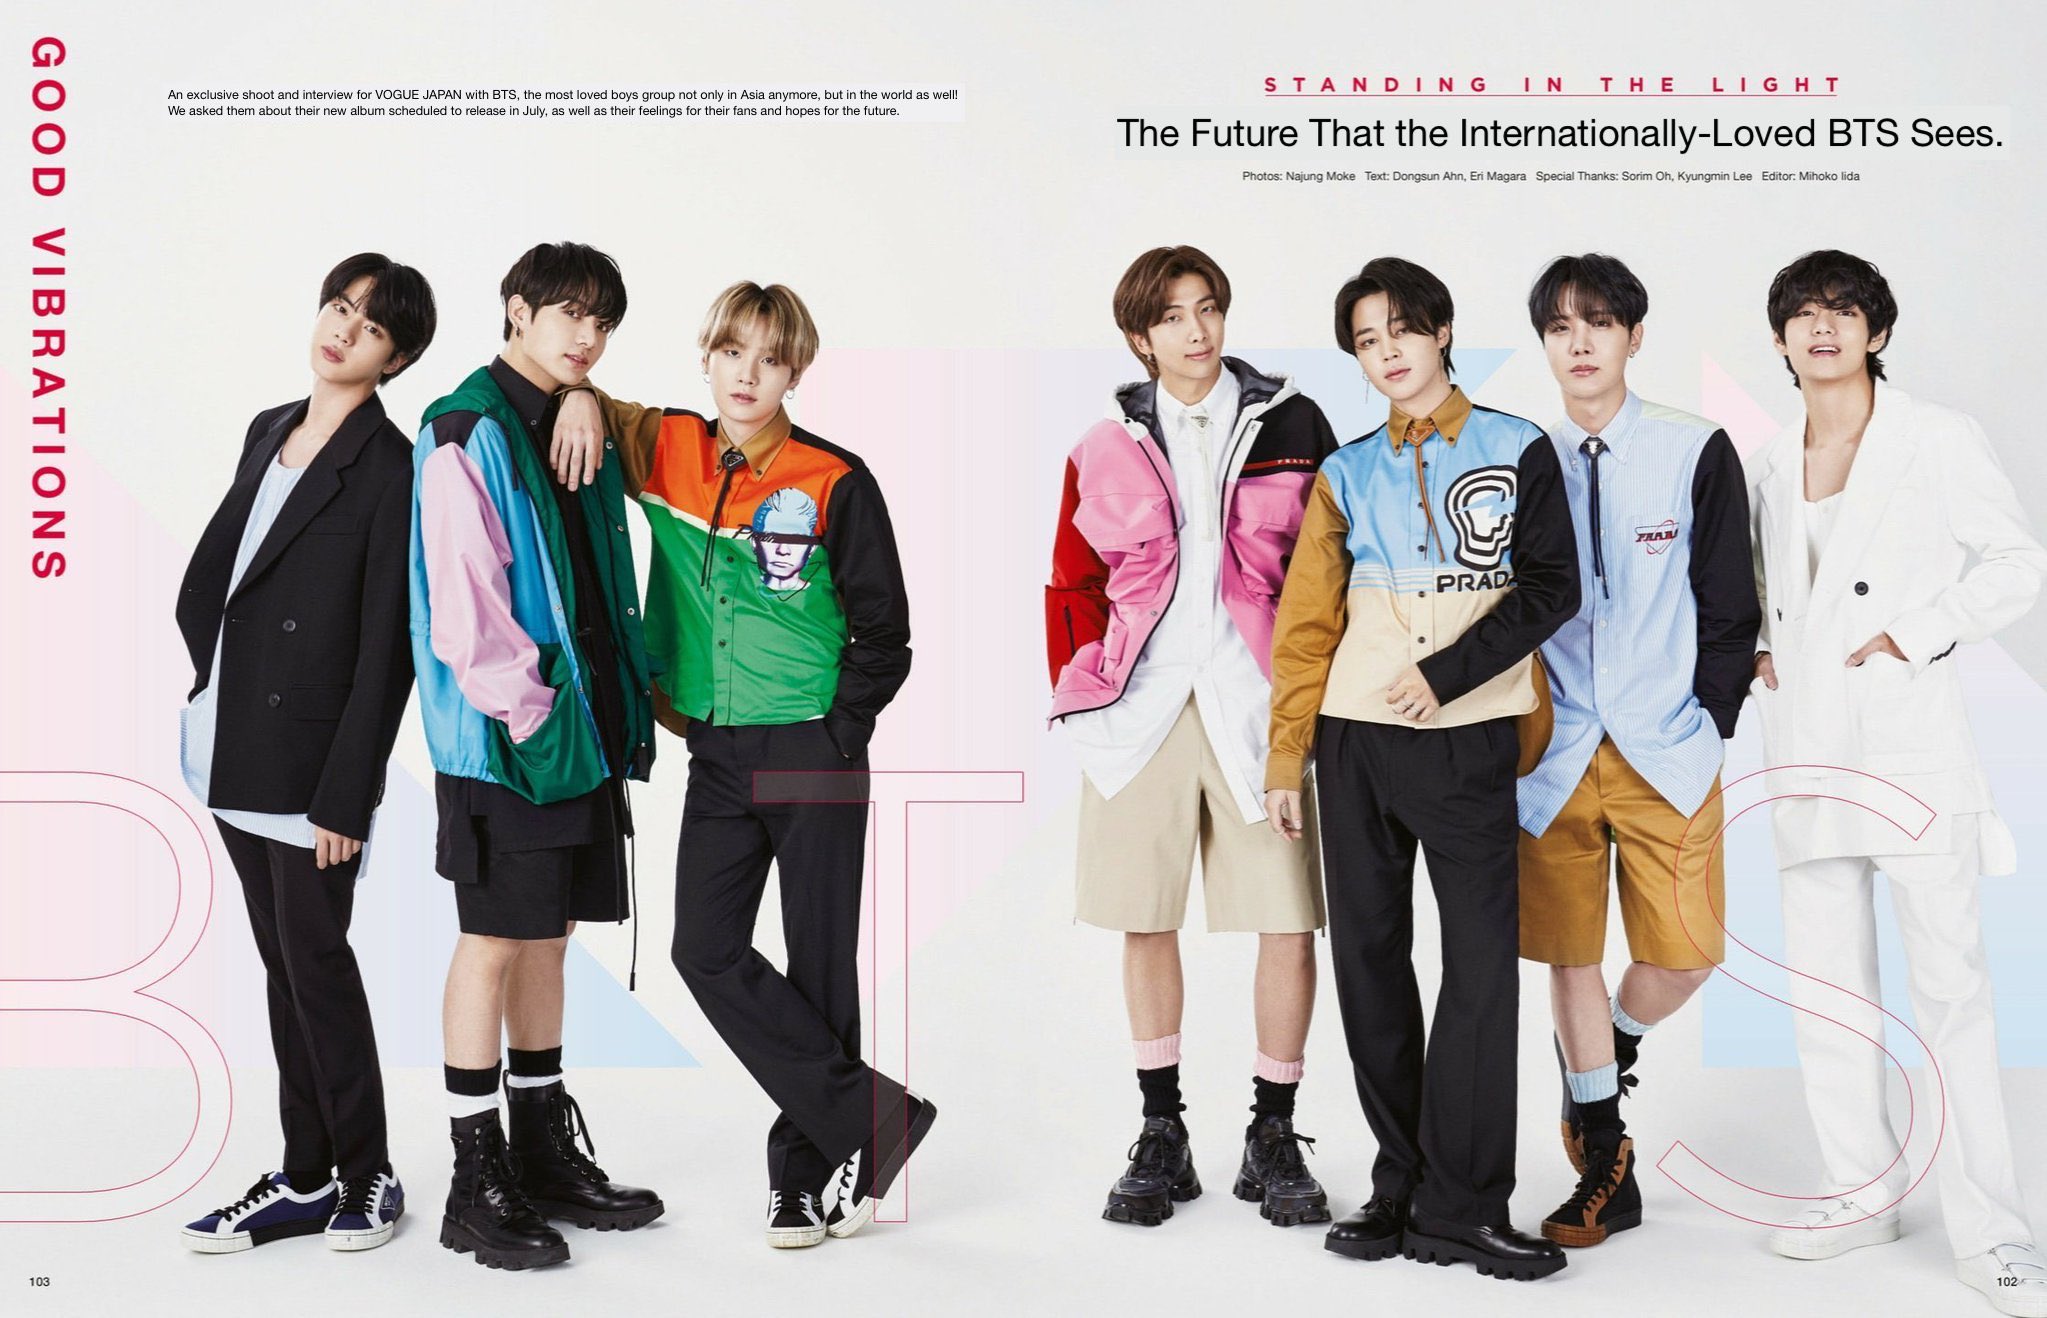 GOOD VIBRATIONS
An exclusive shoot and interview for VOGUE JAPAN with BTS, the most loved boys group not only in Asia anymore, but in the world as well!
We asked them about their new album scheduled to release in July, as well as their feelings for their fans and hopes for the future.
STANDING IN THE LIGHT
The Future That the Internationally-Loved BTS Sees.
Photos: Najung Moke Text: Dongsun Ahn, Eri Magara Special Thanks: Sorim Oh, Kyungmin Lee Editor: Mihoko Iida
PRADA
PRADA
PRADA
BTS
103
102